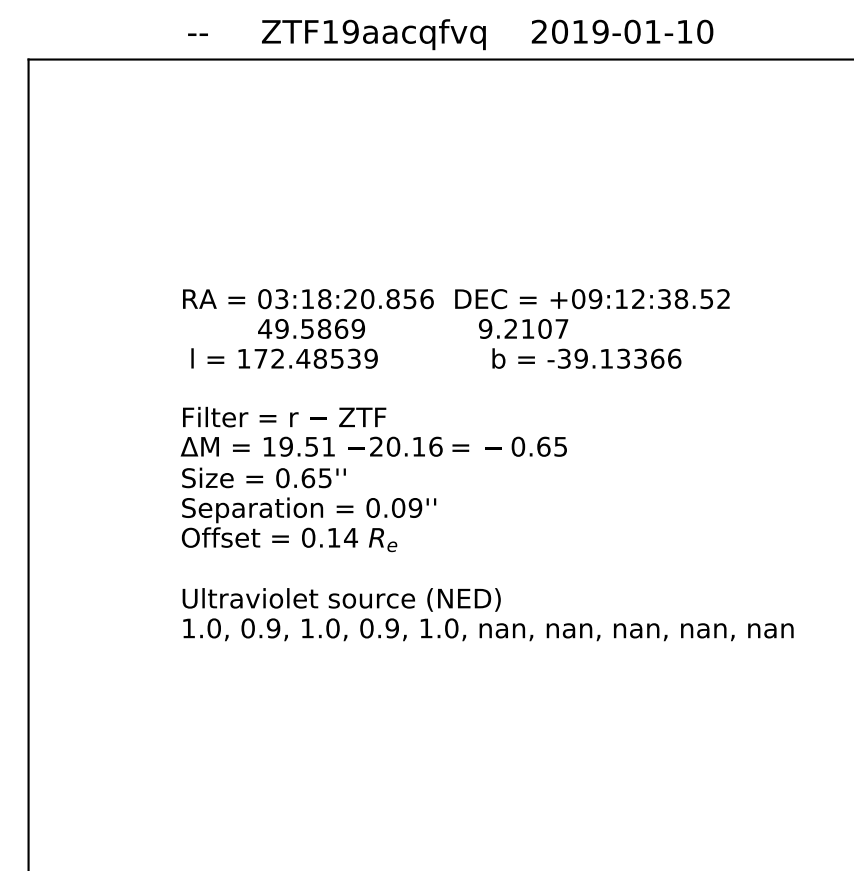 -- ZTF19aacqfvq 2019-01-10
RA = 03:18:20.856 DEC = +09:12:38.52
49.5869 9.2107
l = 172.48539 b = -39.13366
Filter = r − ZTF
ΔM = 19.51 −20.16 = − 0.65
Size = 0.65''
Separation = 0.09''
Offset = 0.14 Re
Ultraviolet source (NED)
1.0, 0.9, 1.0, 0.9, 1.0, nan, nan, nan, nan, nan